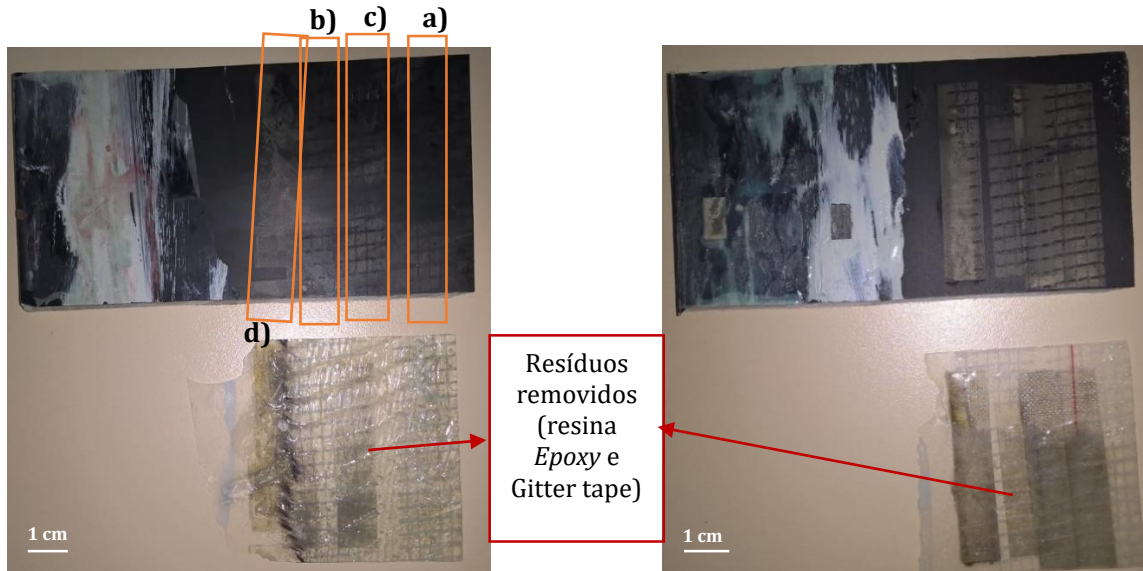 b)
c)
a)
d)
Resíduos
removidos
(resina
Epoxy e
Gitter tape)
1 cm
1 cm